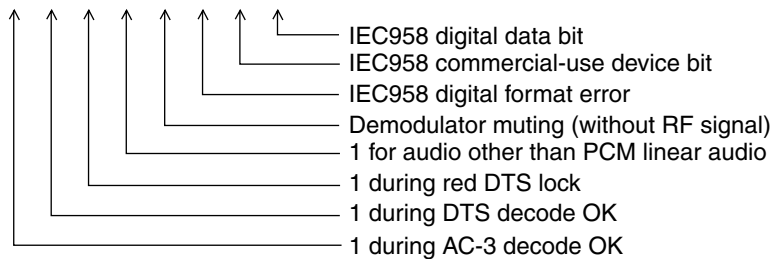 IEC958 digital data bit
IEC958 commercial-use device bit
IEC958 digital format error
Demodulator muting (without RF signal)
1 for audio other than PCM linear audio
1 during red DTS lock
1 during DTS decode OK
1 during AC-3 decode OK